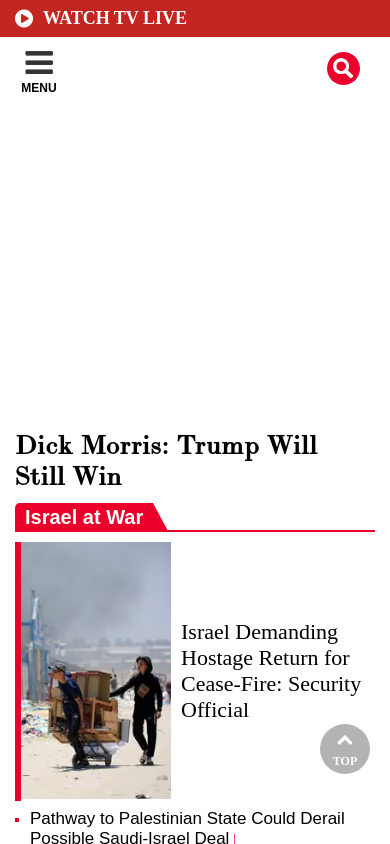 WATCH TV LIVE
MENU
Dick Morris: Trump Will
Still Win
Israel at War
Israel Demanding
Hostage Return for
Cease-Fire: Security
Official
TOP
Pathway to Palestinian State Could Derail
Possible Saudi-Israel Deal |